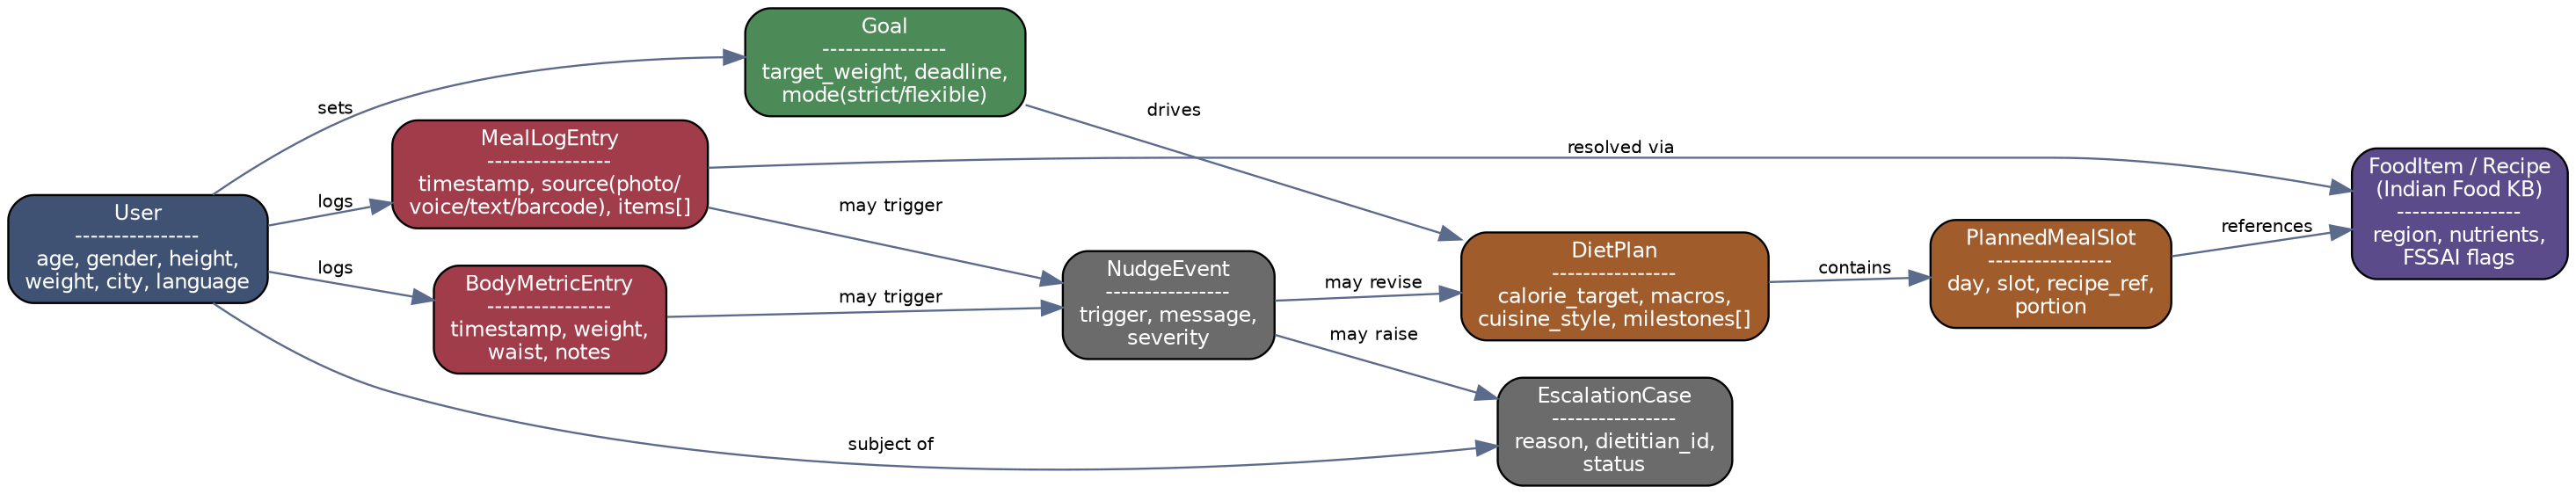 Goal
----------------
target_weight, deadline,
mode(strict/flexible)
sets
drives
MealLogEntry
----------------
timestamp, source(photo/
voice/text/barcode), items[]
resolved via
FoodItem / Recipe
(Indian Food KB)
----------------
region, nutrients,
FSSAI flags
User
----------------
age, gender, height,
weight, city, language
logs
logs
may trigger
BodyMetricEntry
----------------
timestamp, weight,
waist, notes
may trigger
NudgeEvent
----------------
trigger, message,
severity
may revise
may raise
DietPlan
----------------
calorie_target, macros,
cuisine_style, milestones[]
contains
PlannedMealSlot
----------------
day, slot, recipe_ref,
portion
references
EscalationCase
----------------
reason, dietitian_id,
status
subject of